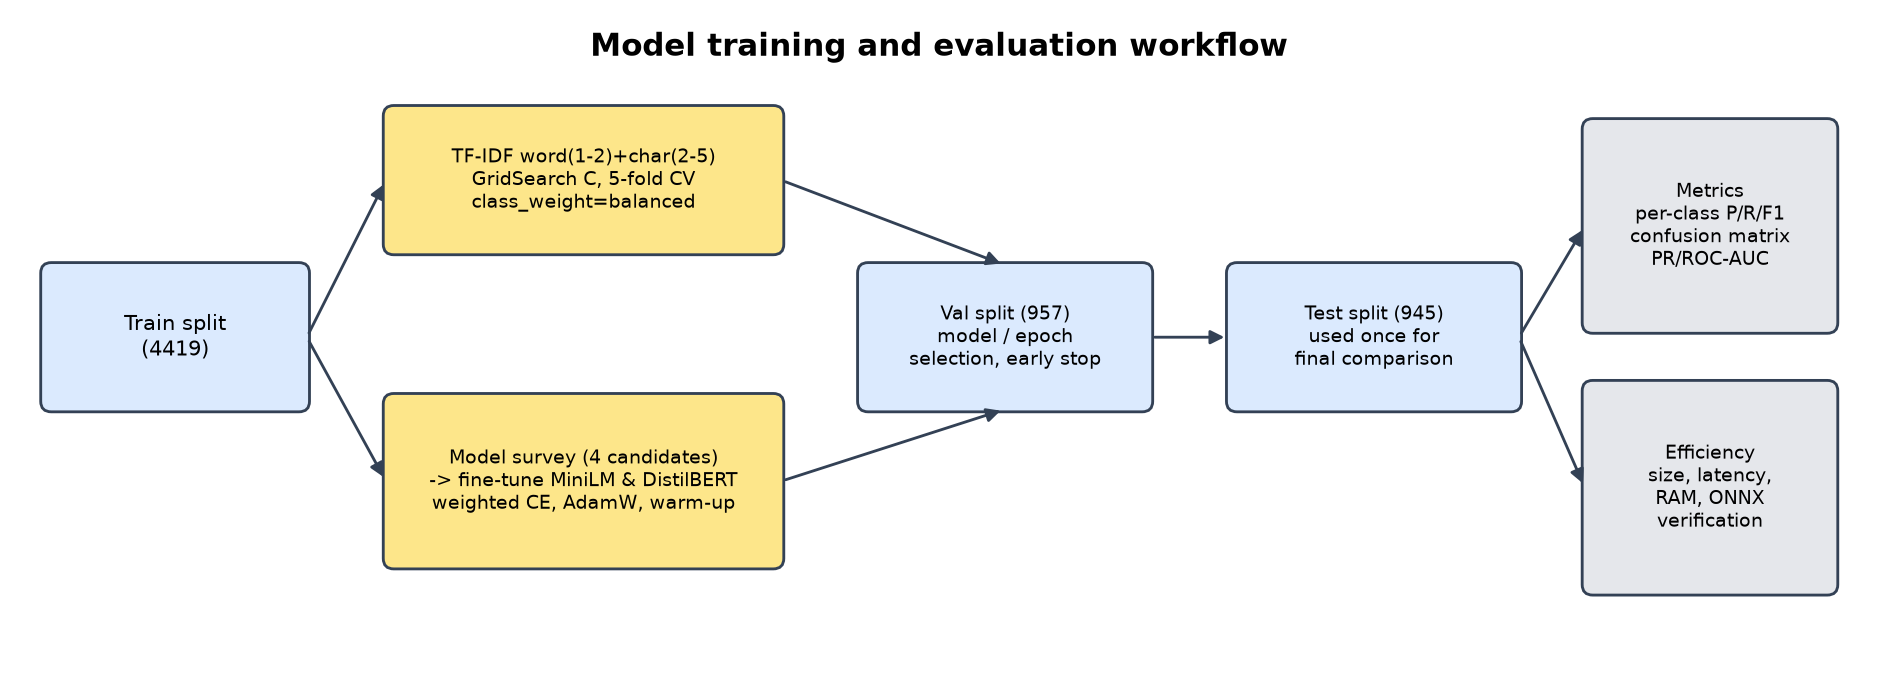 Model training and evaluation workflow
Train split
(4419)
TF-IDF word(1-2)+char(2-5)
GridSearch C, 5-fold CV
class_weight=balanced
Model survey (4 candidates)
-> fine-tune MiniLM & DistilBERT
weighted CE, AdamW, warm-up
Val split (957)
model / epoch
selection, early stop
Test split (945)
used once for
final comparison
Metrics
per-class P/R/F1
confusion matrix
PR/ROC-AUC
Efficiency
size, latency,
RAM, ONNX
verification